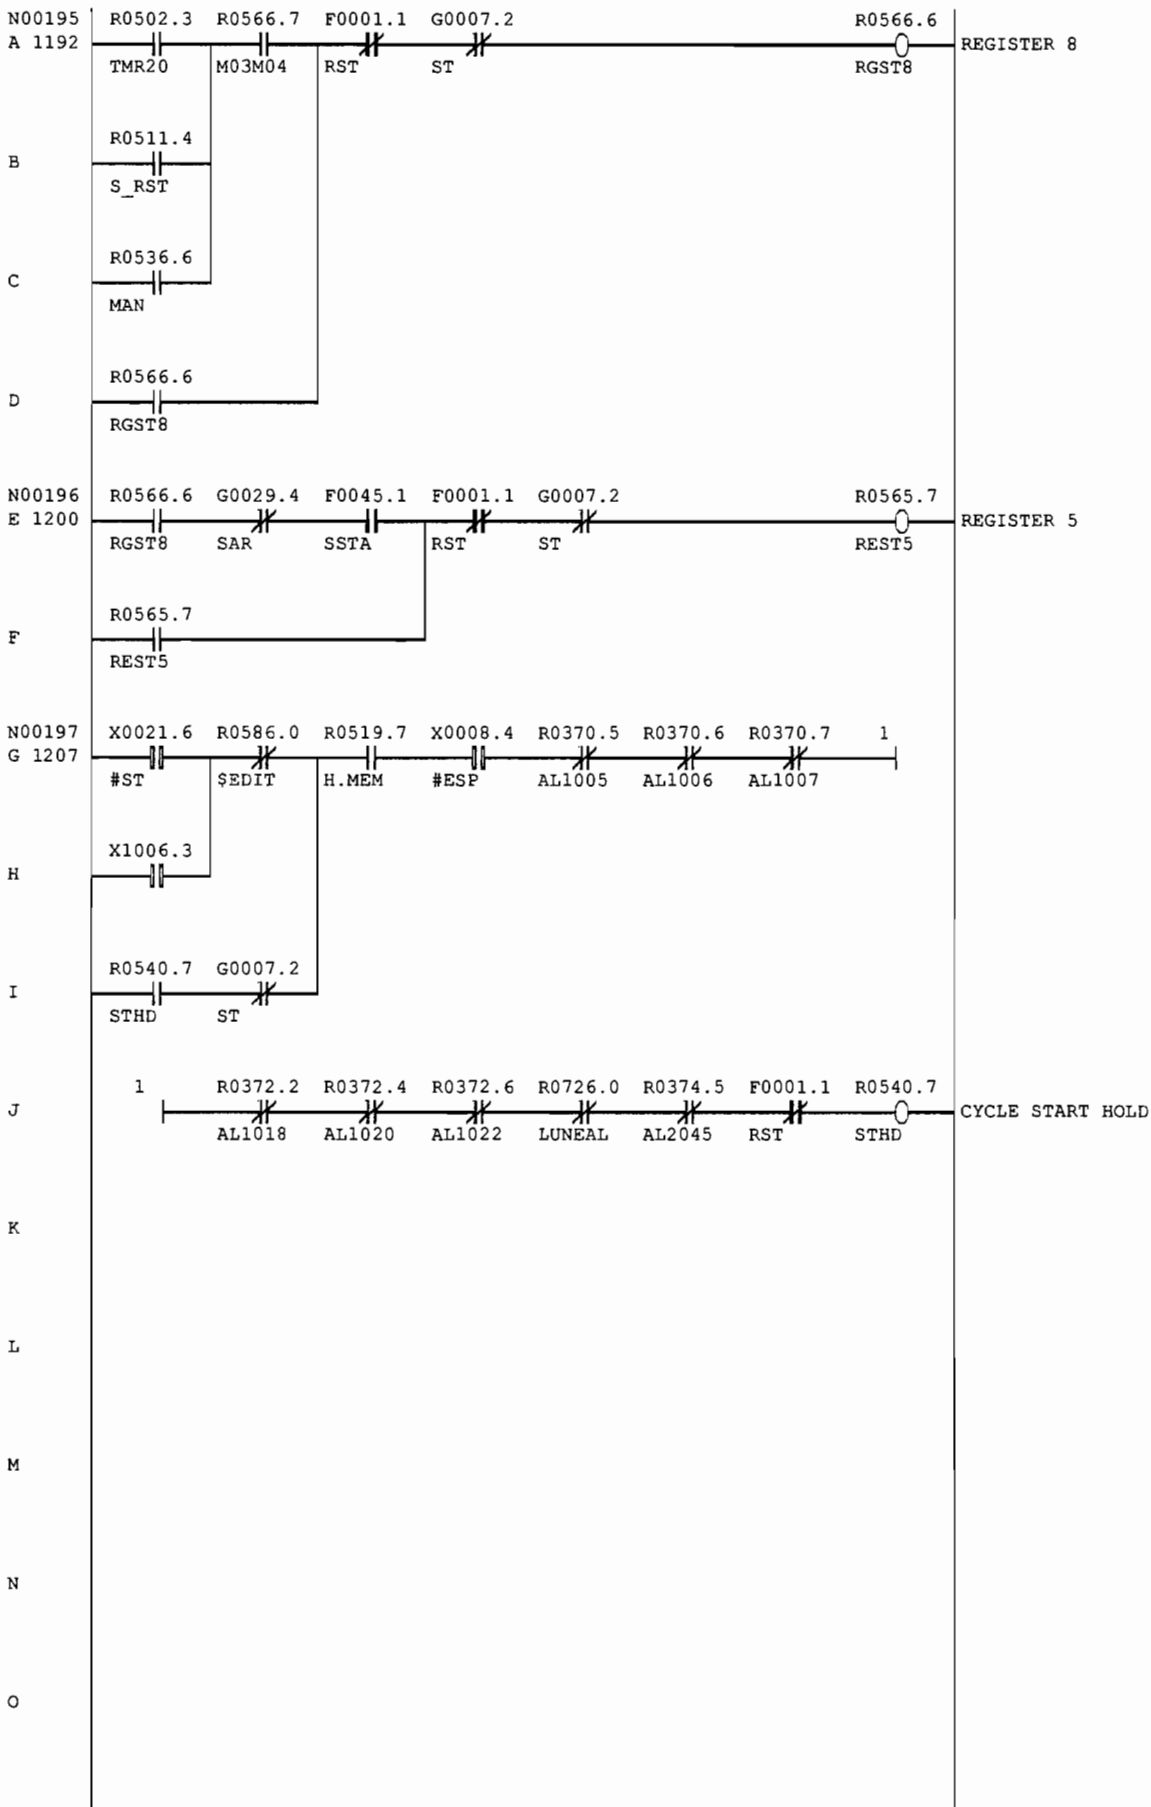 N00195 R0502.3 R0566.7 F0001.1 G0007.2 R0566.6
A 1192 REGISTER 8
TMR20 M03M04 RST ST RGST8
R0511.4
B
S_RST
R0536.6
C
MAN
R0566.6
D
RGST8
N00196 R0566.6 G0029.4 F0045.1 F0001.1 G0007.2 R0565.7
E 1200 REGISTER 5
RGST8 SAR SSTA RST ST REST5
R0565.7
F
REST5
N00197 X0021.6 R0586.0 R0519.7 X0008.4 R0370.5 R0370.6 R0370.7 1
G 1207
#ST $EDIT H.MEM #ESP AL1005 AL1006 AL1007
X1006.3
H
R0540.7 G0007.2
I
STHD ST
1 R0372.2 R0372.4 R0372.6 R0726.0 R0374.5 F0001.1 R0540.7
J CYCLE START HOLD
AL1018 AL1020 AL1022 LUNEAL AL2045 RST STHD
K
L
M
N
O